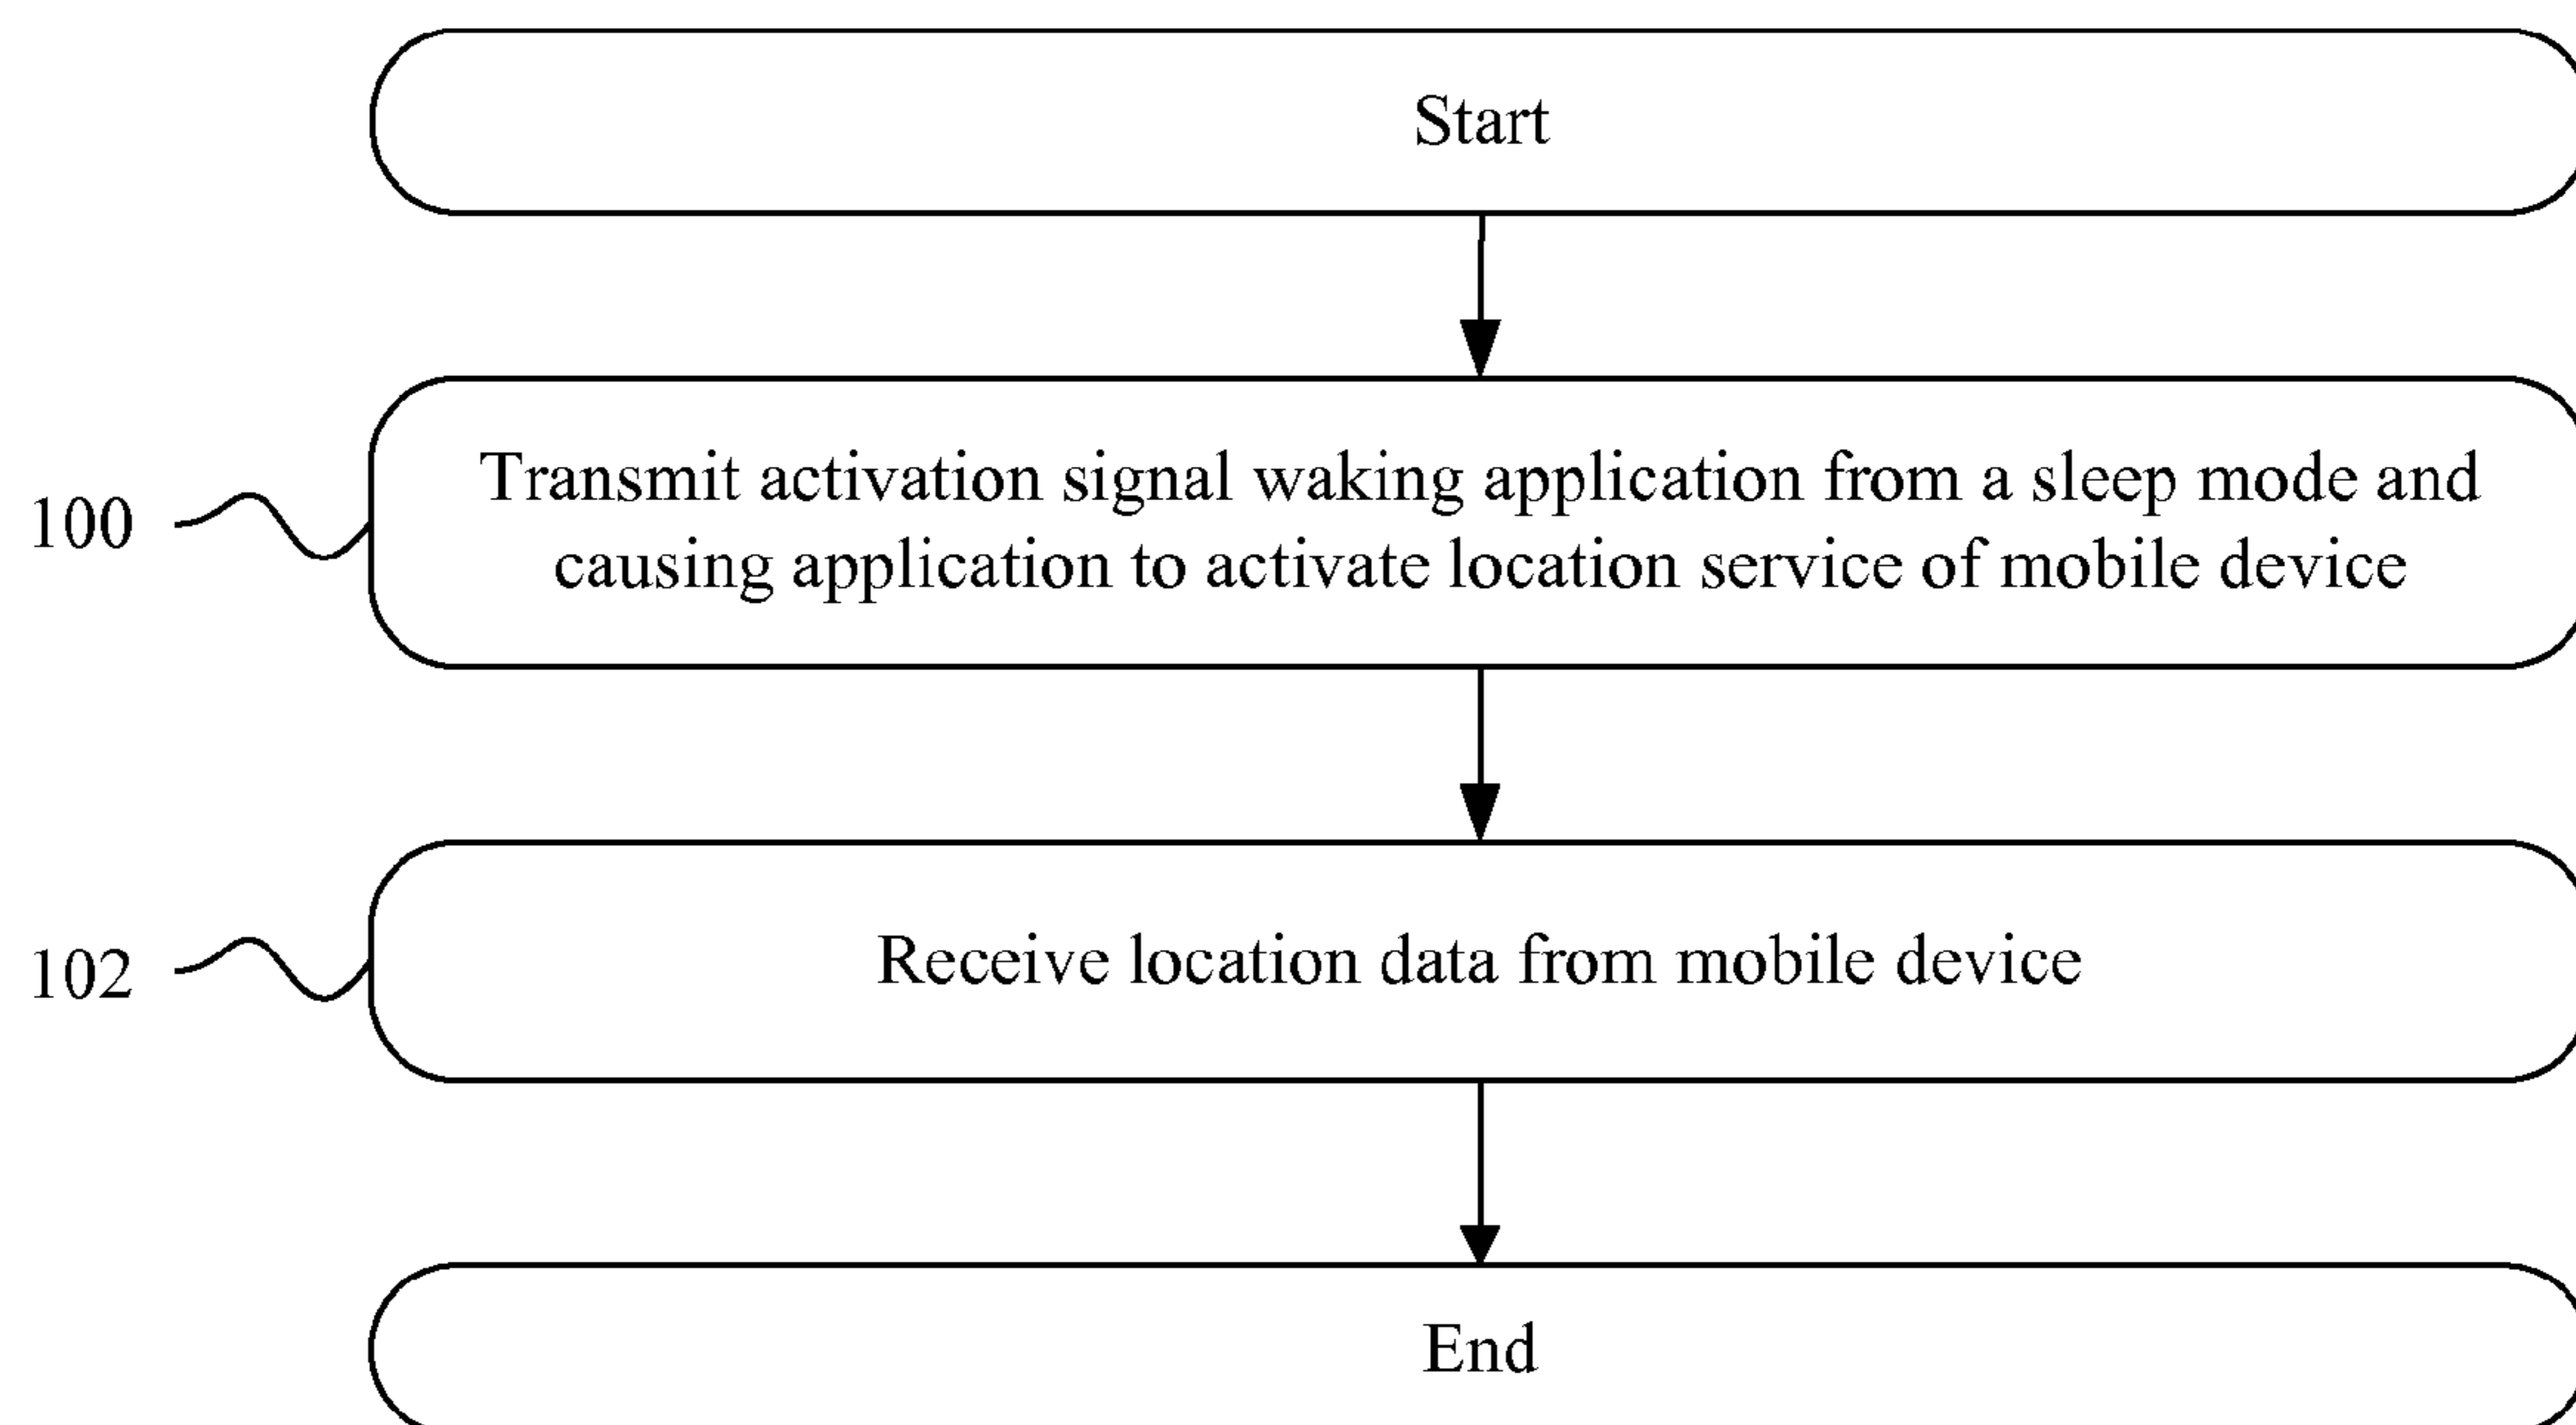 Start
100
Transmit activation signal waking application from a sleep mode and
causing application to activate location service of mobile device
102
Receive location data from mobile device
End